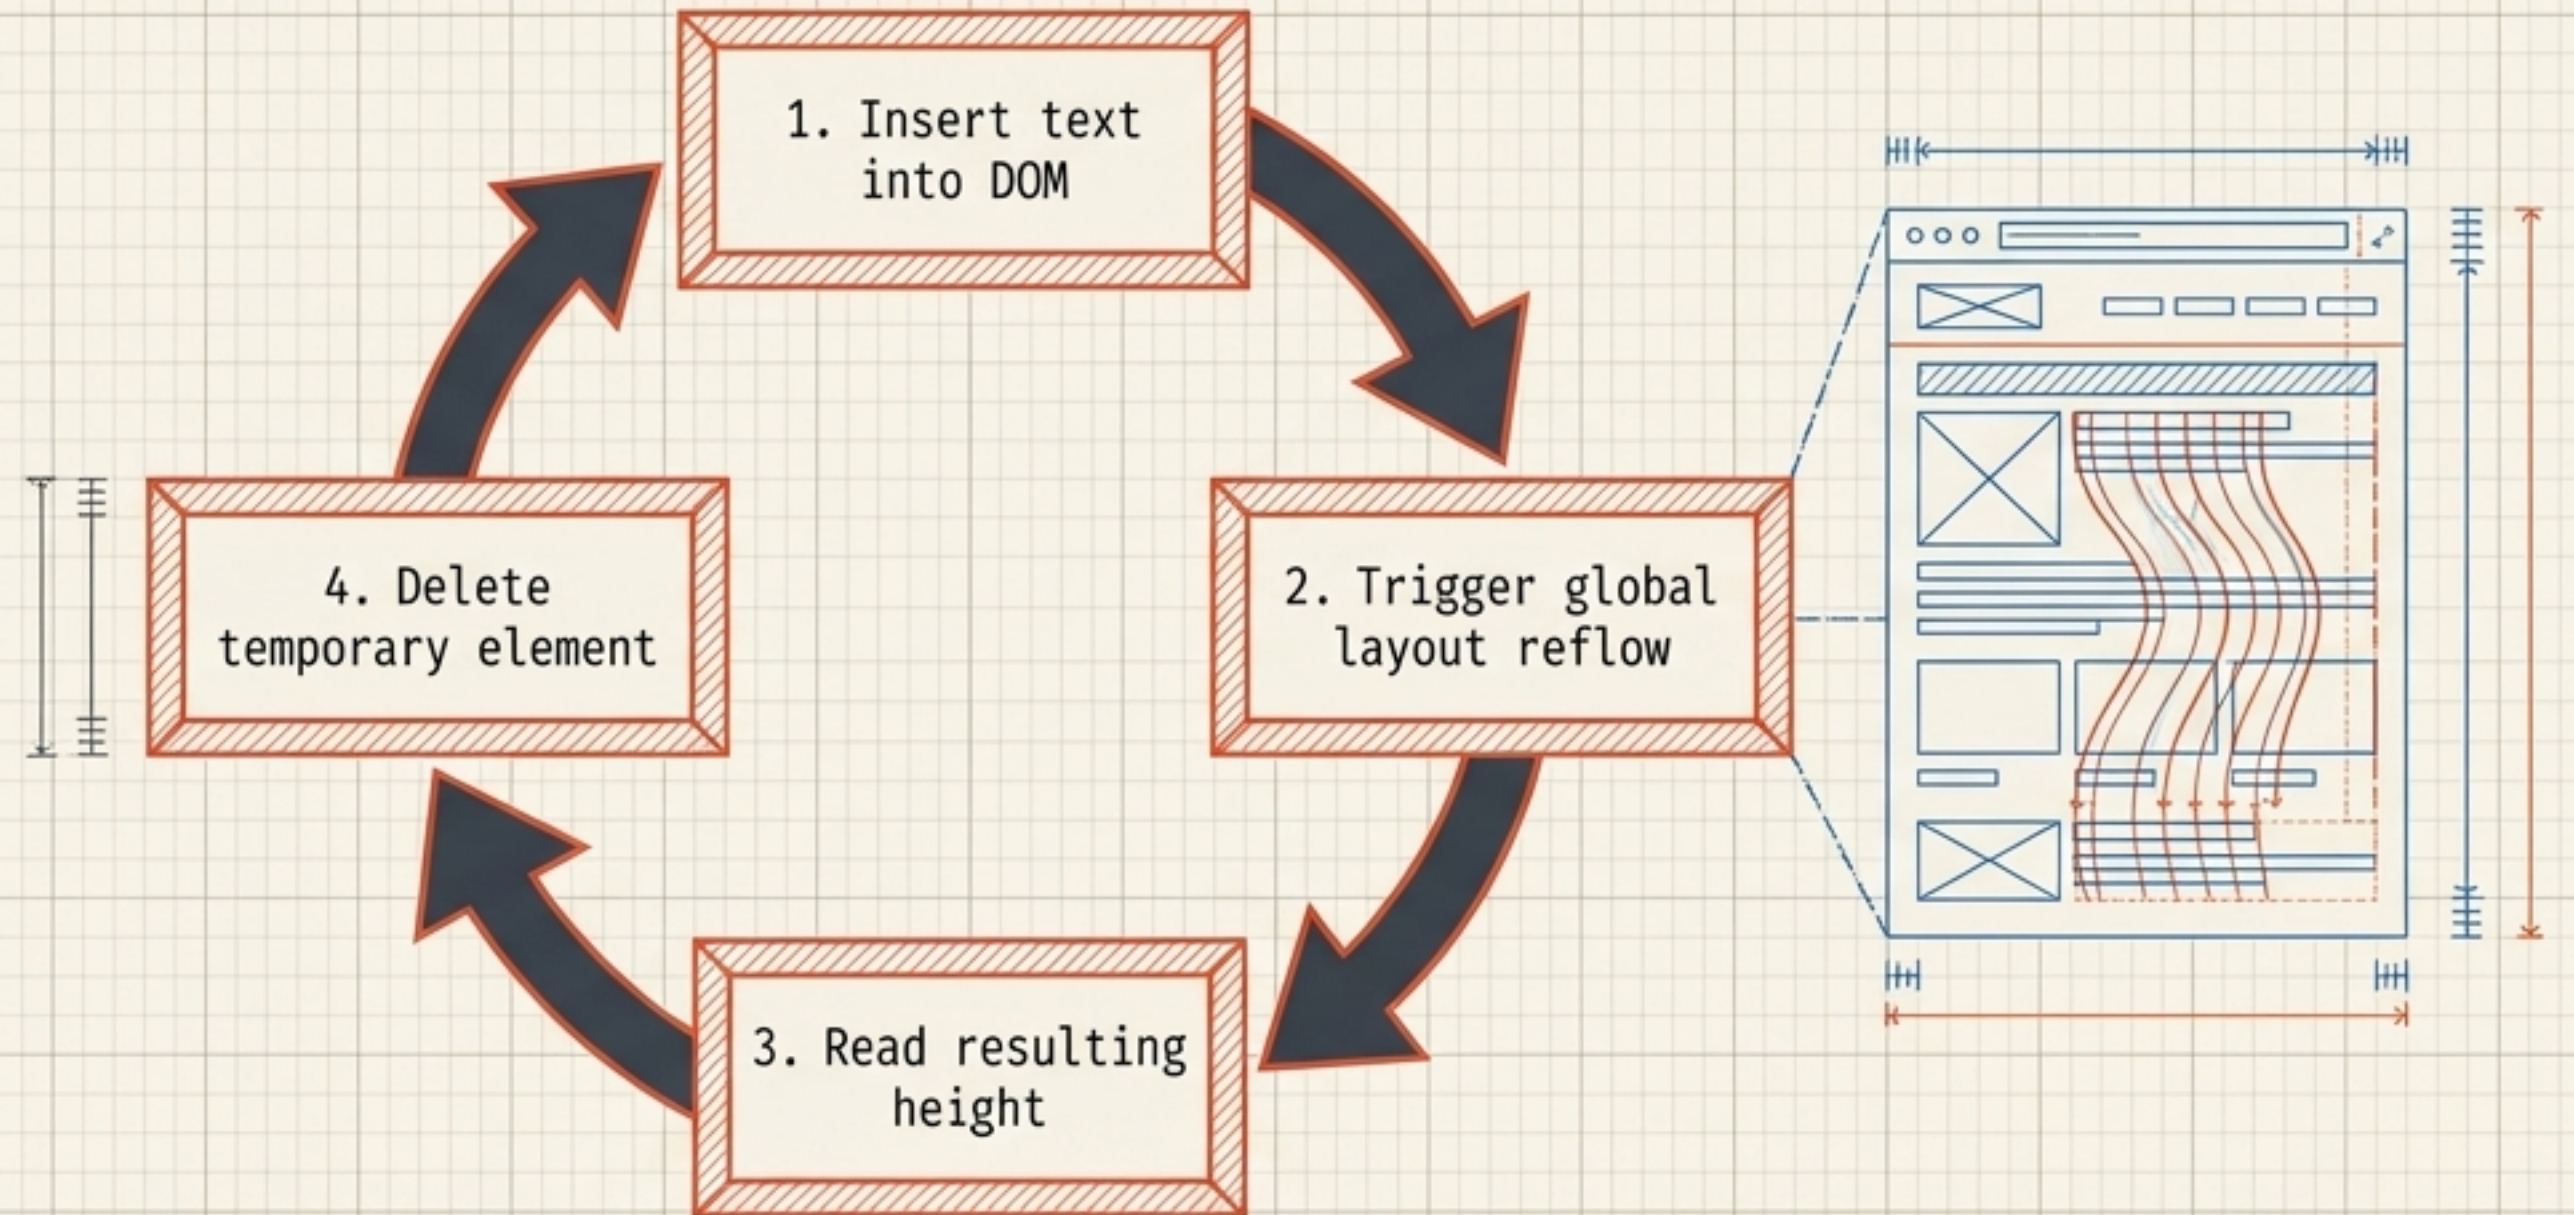 1. Insert text
into DOM
2. Trigger global
layout reflow
3. Read resulting
height
4. Delete
temporary element